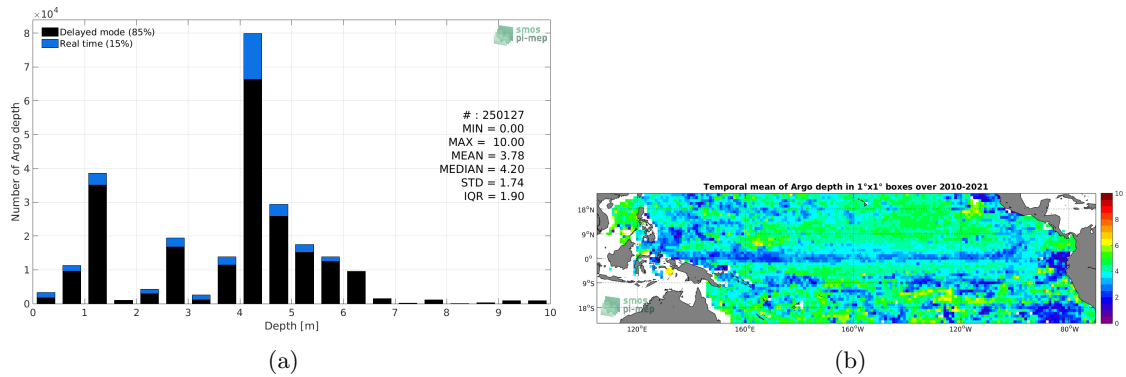 ×10⁴
8
7
6
5
4
3
2
1
0
Number of Argo depth
Delayed mode (85%)
Real time (15%)
smos
pi-mep
# : 250127
MIN = 0.00
MAX = 10.00
MEAN = 3.78
MEDIAN = 4.20
STD = 1.74
IQR = 1.90
0 1 2 3 4 5 6 7 8 9 10
Depth [m]
(a)
Temporal mean of Argo depth in 1°x1° boxes over 2010-2021
18°N
9°N
0°
9°S
18°S
smos
pi-mep
120°E 160°E 160°W 120°W 80°W
10
8
6
4
2
0
(b)